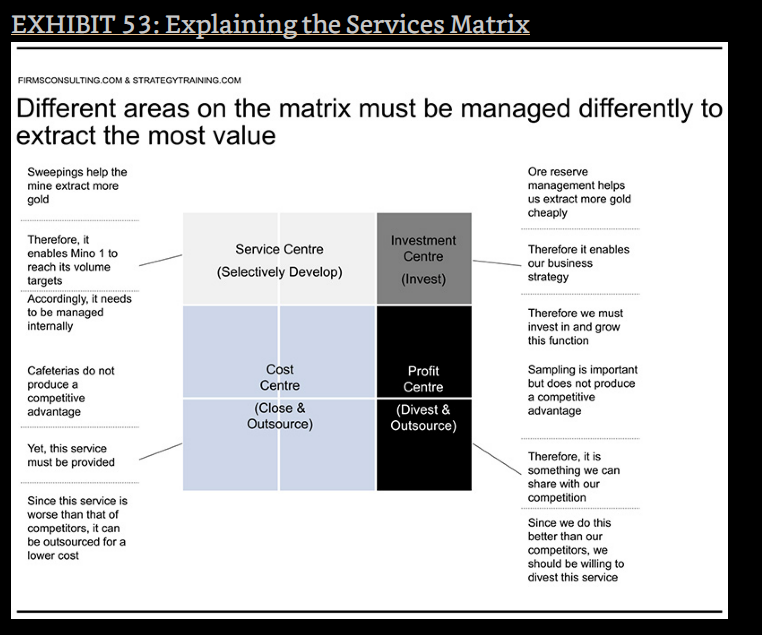 EXHIBIT 53: Explaining the Services Matrix
FIRMSCONSULTING.COM & STRATEGYTRAINING.COM
Different areas on the matrix must be managed differently to
extract the most value
Sweepings help the
mine extract more
gold
Therefore, it
enables Mino 1 to
reach its volume
targets
Accordingly, it needs
to be managed
internally
Cafeterias do not
produce a
competitive
advantage
Yet, this service
must be provided
Since this service is
worse than that of
competitors, it can
be outsourced for a
lower cost
Service Centre
(Selectively Develop)
Investment
Centre
(Invest)
Cost
Centre
(Close &
Outsource)
Profit
Centre
(Divest &
Outsource)
Ore reserve
management helps
us extract more gold
cheaply
Therefore it enables
our business
strategy
Therefore we must
invest in and grow
this function
Sampling is important
but does not produce
a competitive
advantage
Therefore, it is
something we can
share with our
competition
Since we do this
better than our
competitors, we
should be willing to
divest this service